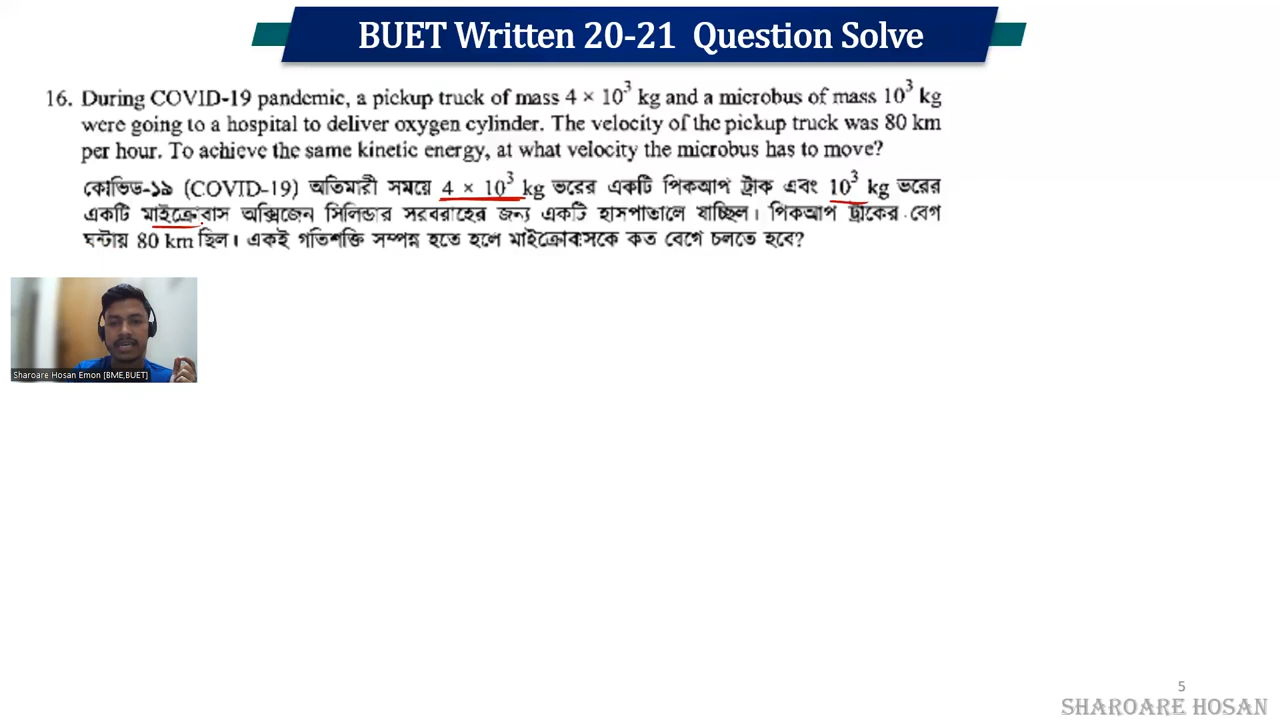 BUET Written 20-21 Question Solve
16. During COVID-19 pandemic, a pickup truck of mass 4 × 10³ kg and a microbus of mass 10³ kg
were going to a hospital to deliver oxygen cylinder. The velocity of the pickup truck was 80 km
per hour. To achieve the same kinetic energy, at what velocity the microbus has to move?
কোভিড-১৯ (COVID-19) অতিমারী সময়ে 4 × 10³ kg ভরের একটি পিকআপ ট্রাক এবং 10³ kg ভরের
একটি মাইক্রোবাস অক্সিজেন সিলিন্ডার সরবরাহের জন্য একটি হাসপাতালে যাচ্ছিল। পিকআপ ট্রাকের বেগ
ঘন্টায় 80 km ছিল। একই গতিশক্তি সম্পন্ন হতে হলে মাইক্রোবাসকে কত বেগে চলতে হবে?
Sharoare Hosan Emon [BME,BUET]
5
SHAROARE HOSAN